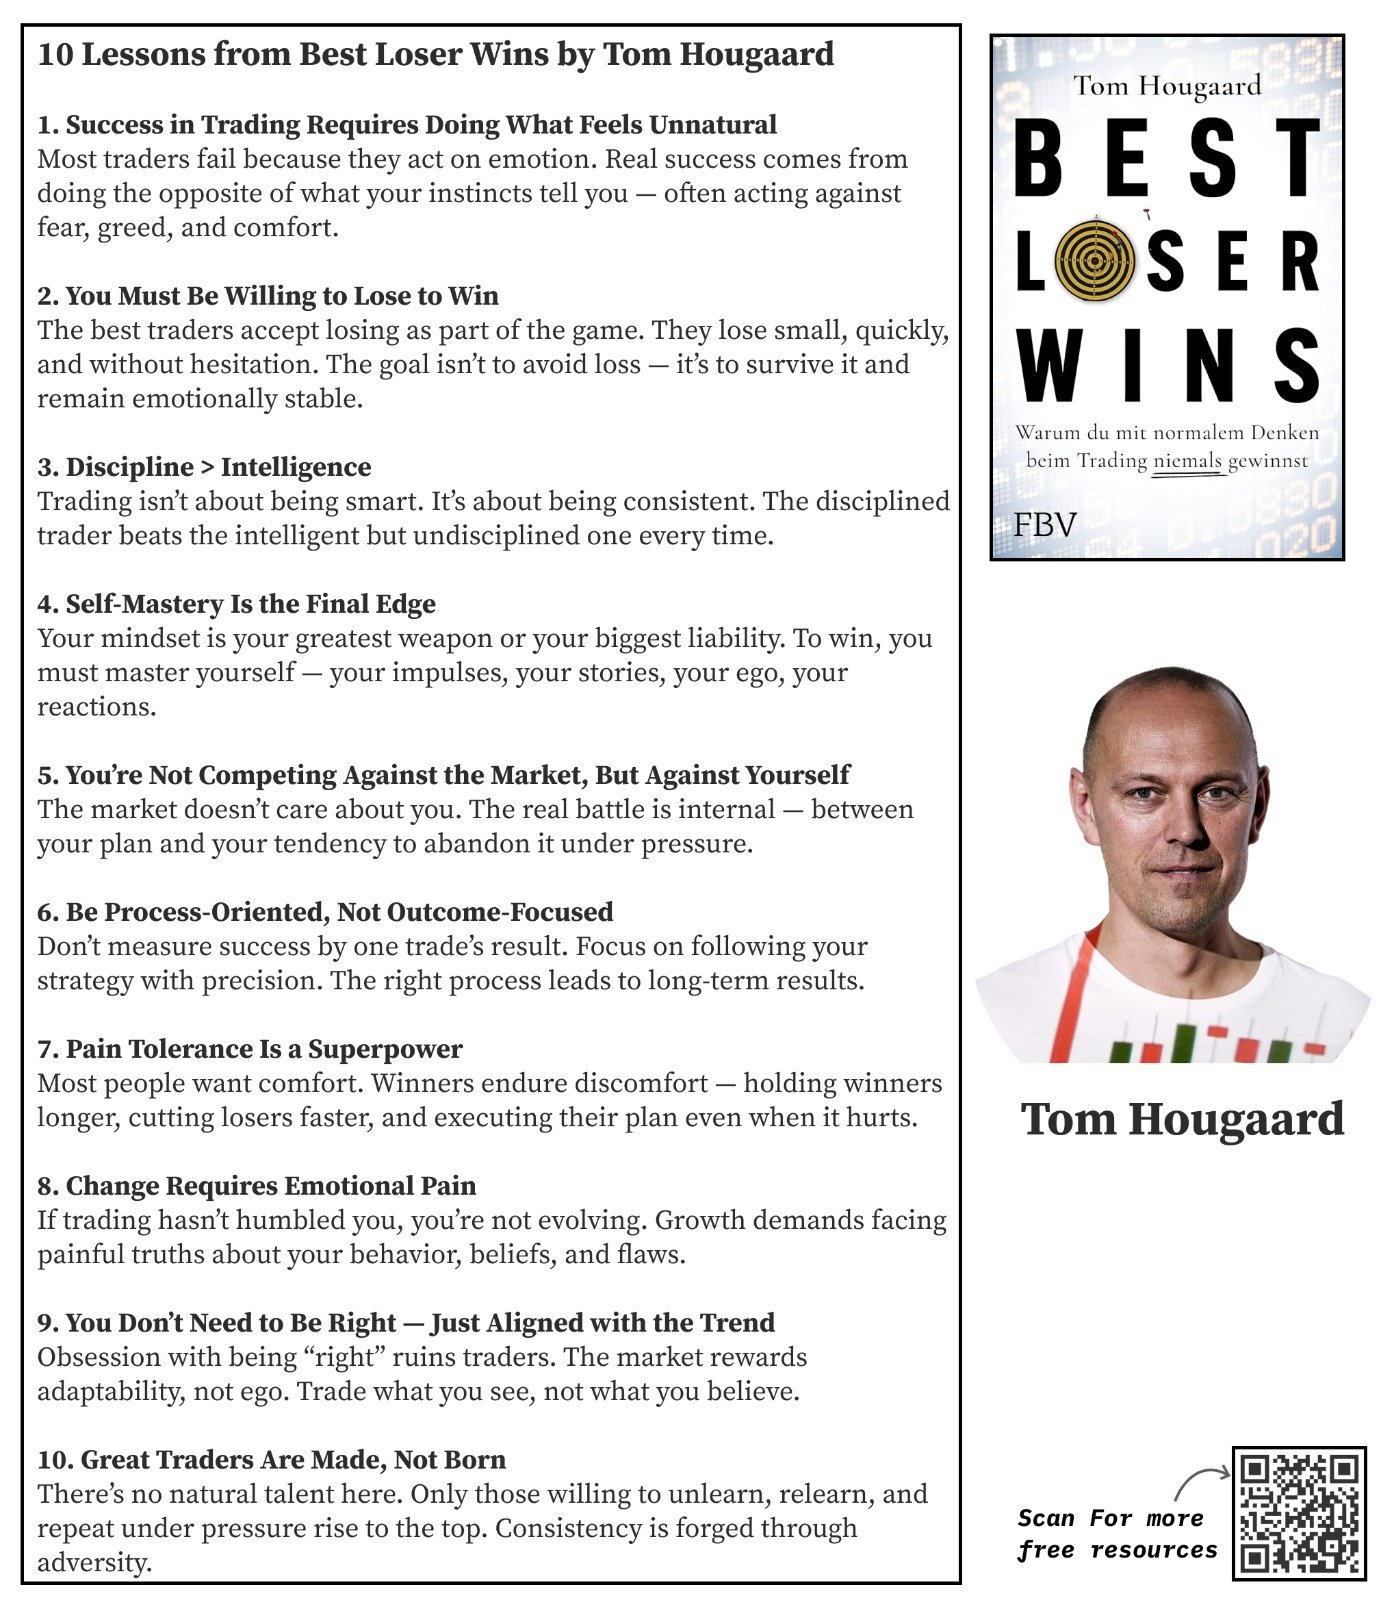 10 Lessons from Best Loser Wins by Tom Hougaard
1. Success in Trading Requires Doing What Feels Unnatural
Most traders fail because they act on emotion. Real success comes from
doing the opposite of what your instincts tell you — often acting against
fear, greed, and comfort.
2. You Must Be Willing to Lose to Win
The best traders accept losing as part of the game. They lose small, quickly,
and without hesitation. The goal isn’t to avoid loss — it’s to survive it and
remain emotionally stable.
3. Discipline > Intelligence
Trading isn’t about being smart. It’s about being consistent. The disciplined
trader beats the intelligent but undisciplined one every time.
4. Self-Mastery Is the Final Edge
Your mindset is your greatest weapon or your biggest liability. To win, you
must master yourself — your impulses, your stories, your ego, your
reactions.
5. You’re Not Competing Against the Market, But Against Yourself
The market doesn’t care about you. The real battle is internal — between
your plan and your tendency to abandon it under pressure.
6. Be Process-Oriented, Not Outcome-Focused
Don’t measure success by one trade’s result. Focus on following your
strategy with precision. The right process leads to long-term results.
7. Pain Tolerance Is a Superpower
Most people want comfort. Winners endure discomfort — holding winners
longer, cutting losers faster, and executing their plan even when it hurts.
8. Change Requires Emotional Pain
If trading hasn’t humbled you, you’re not evolving. Growth demands facing
painful truths about your behavior, beliefs, and flaws.
9. You Don’t Need to Be Right — Just Aligned with the Trend
Obsession with being “right” ruins traders. The market rewards
adaptability, not ego. Trade what you see, not what you believe.
10. Great Traders Are Made, Not Born
There’s no natural talent here. Only those willing to unlearn, relearn, and
repeat under pressure rise to the top. Consistency is forged through
adversity.
Tom Hougaard
BEST
LOSER
WINS
Warum du mit normalem Denken
beim Trading niemals gewinnst
FBV
Tom Hougaard
Scan For more
free resources